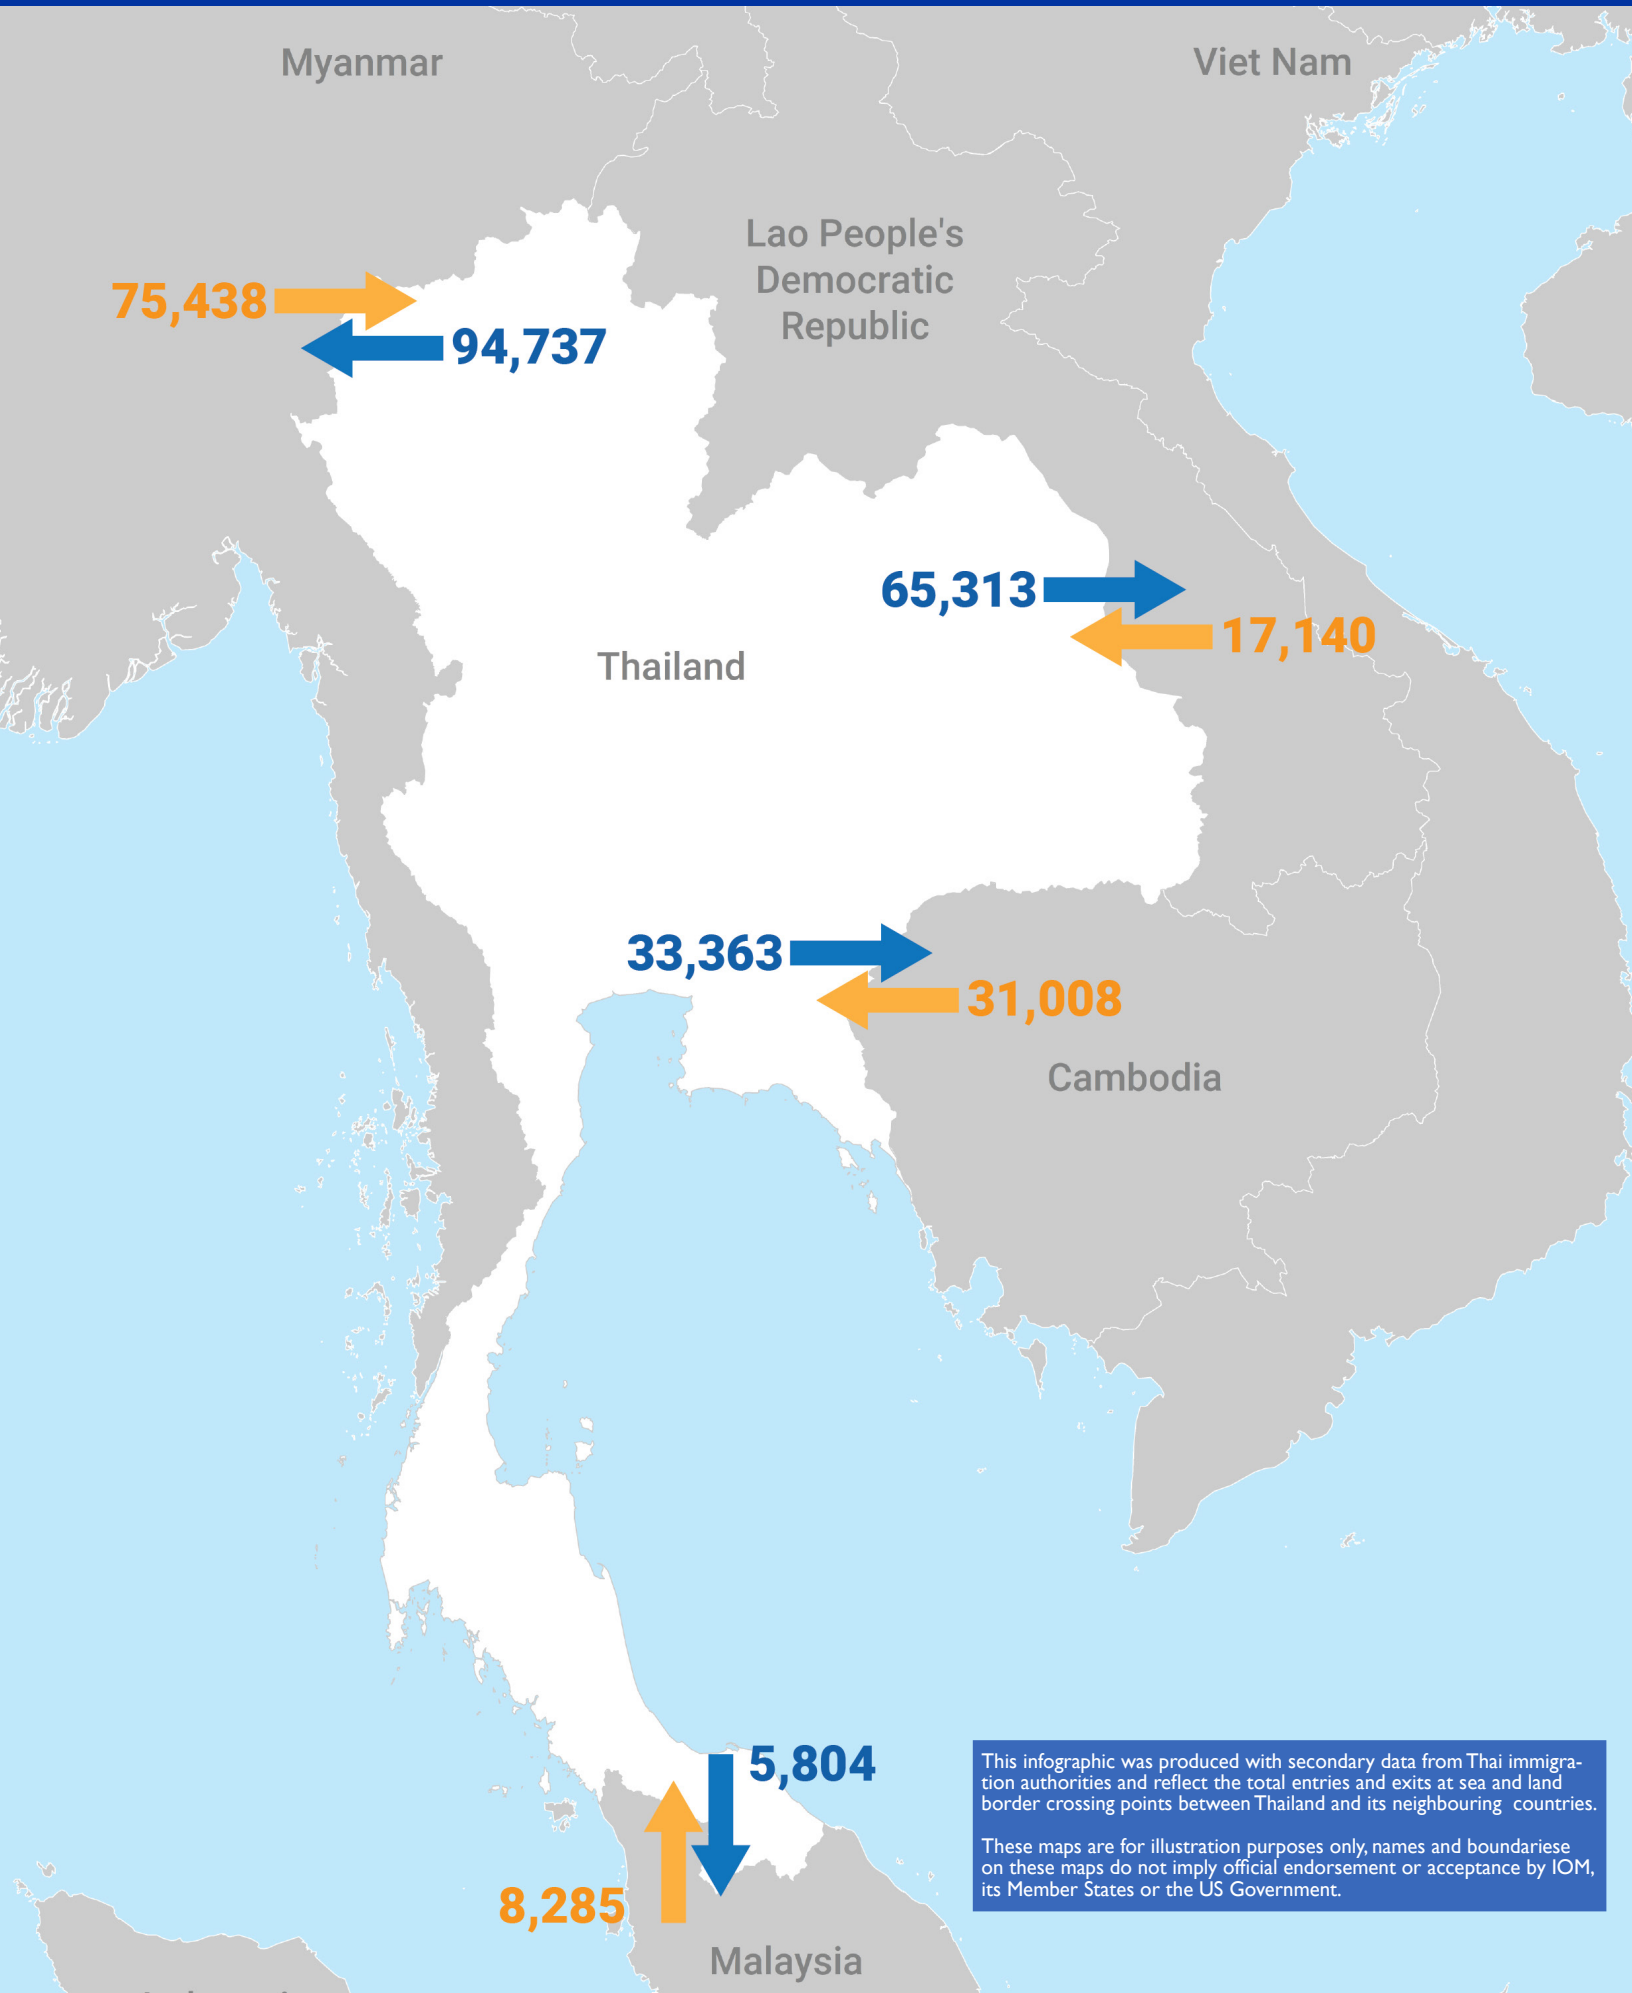 Myanmar
Viet Nam
Lao People's
Democratic
Republic
75,438
94,737
65,313
17,140
Thailand
33,363
31,008
Cambodia
5,804
This infographic was produced with secondary data from Thai immigra-
tion authorities and reflect the total entries and exits at sea and land
border crossing points between Thailand and its neighbouring countries.
These maps are for illustration purposes only, names and boundariese
on these maps do not imply official endorsement or acceptance by IOM,
its Member States or the US Government.
8,285
Malaysia